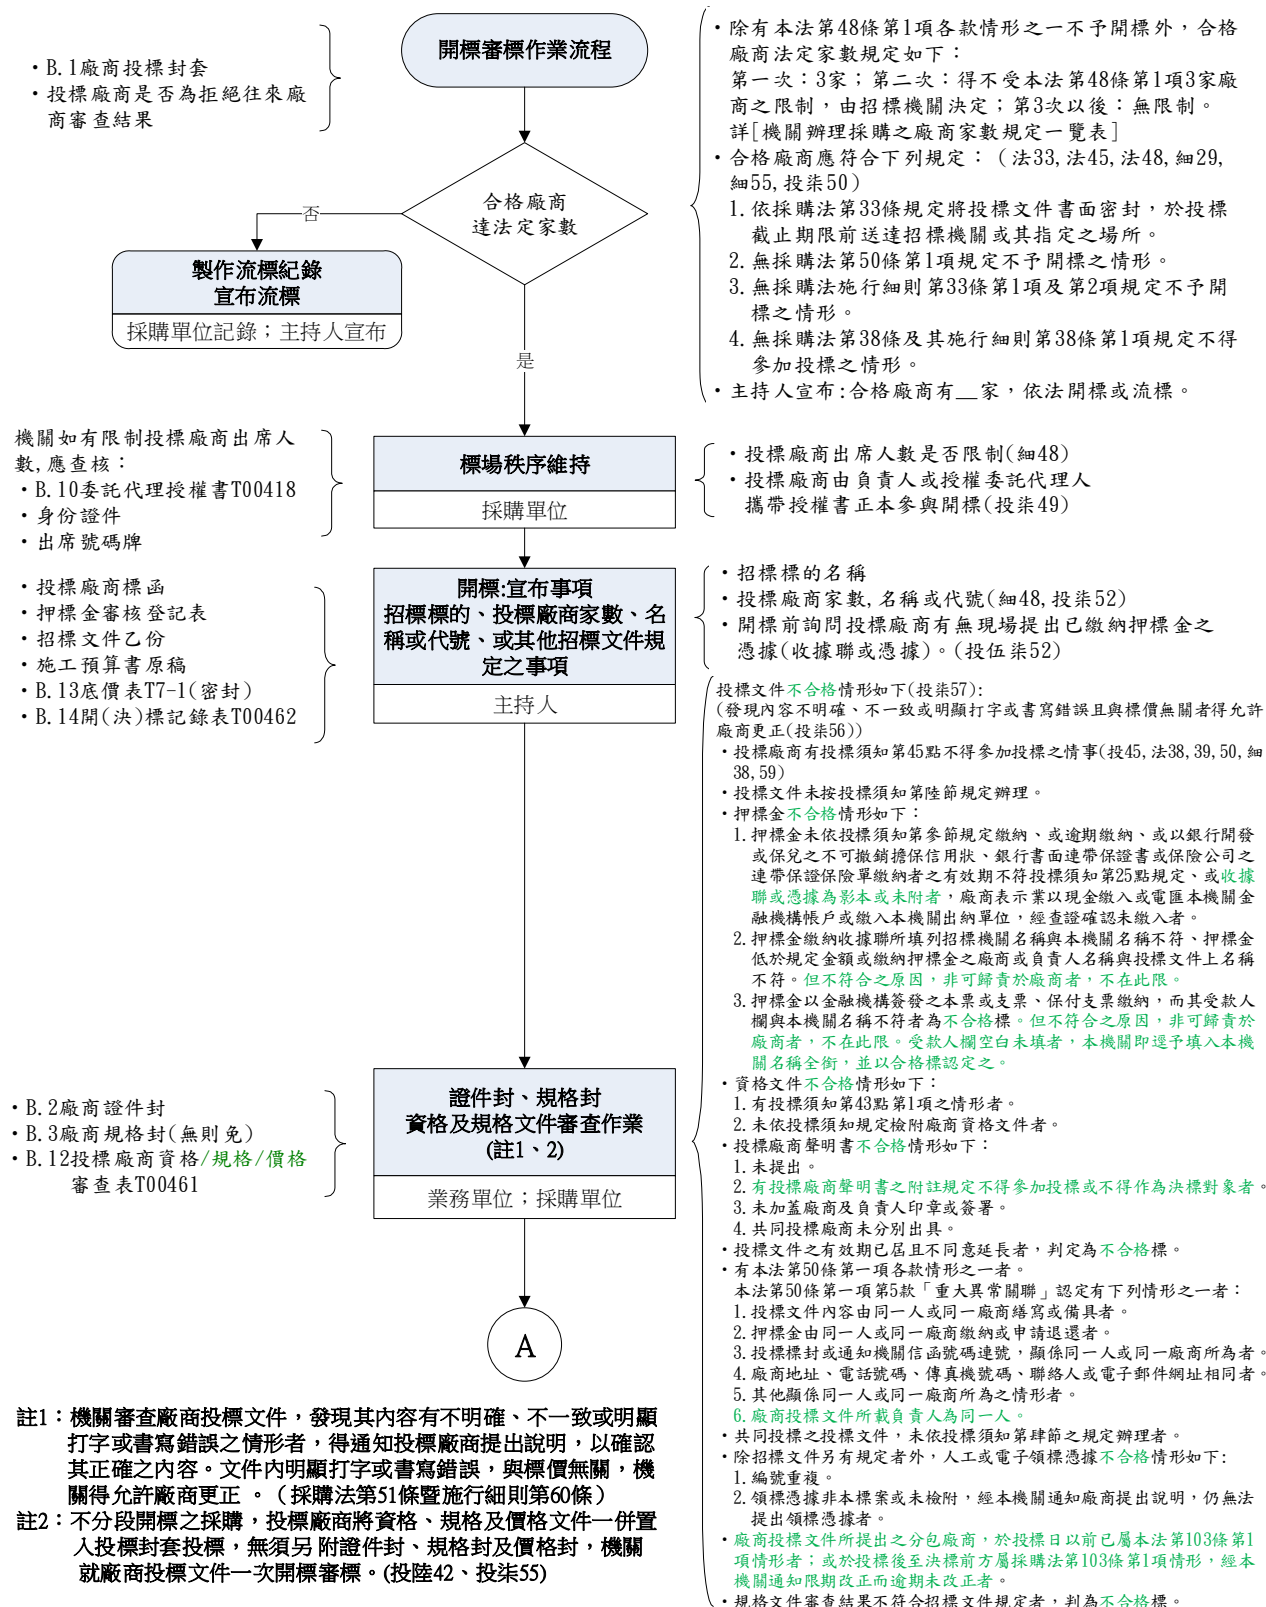 開標審標作業流程
・B.1廠商投標封套
・投標廠商是否為拒絕往來廠
商審查結果
・除有本法第48條第1項各款情形之一不予開標外，合格
廠商法定家數規定如下：
第一次：3家；第二次：得不受本法第48條第1項3家廠
商之限制，由招標機關決定；第3次以後：無限制。
詳[機關辦理採購之廠商家數規定一覽表]
・合格廠商應符合下列規定：（法33,法45,法48,細29,
細55,投柒50）
1.依採購法第33條規定將投標文件書面密封，於投標
截止期限前送達招標機關或其指定之場所。
2.無採購法第50條第1項規定不予開標之情形。
3.無採購法施行細則第33條第1項及第2項規定不予開
標之情形。
4.無採購法第38條及其施行細則第38條第1項規定不得
參加投標之情形。
・主持人宣布:合格廠商有__家，依法開標或流標。
合格廠商
達法定家數
否
製作流標紀錄
宣布流標
採購單位記錄；主持人宣布
是
機關如有限制投標廠商出席人
數,應查核：
・B.10委託代理授權書T00418
・身份證件
・出席號碼牌
標場秩序維持
採購單位
・投標廠商出席人數是否限制(細48)
・投標廠商由負責人或授權委託代理人
攜帶授權書正本參與開標(投柒49)
・投標廠商標函
・押標金審核登記表
・招標文件乙份
・施工預算書原稿
・B.13底價表T7-1(密封)
・B.14開(決)標記錄表T00462
開標:宣布事項
招標標的、投標廠商家數、名
稱或代號、或其他招標文件規
定之事項
主持人
・招標標的名稱
・投標廠商家數,名稱或代號(細48,投柒52)
・開標前詢問投標廠商有無現場提出已繳納押標金之
憑據(收據聯或憑據)。(投伍柒52)
投標文件不合格情形如下(投柒57):
(發現內容不明確、不一致或明顯打字或書寫錯誤且與標價無關者得允許
廠商更正(投柒56))
・投標廠商有投標須知第45點不得參加投標之情事(投45,法38,39,50,細
38,59)
・投標文件未按投標須知第陸節規定辦理。
・押標金不合格情形如下：
1.押標金未依投標須知第參節規定繳納、或逾期繳納、或以銀行開發
或保兌之不可撤銷擔保信用狀、銀行書面連帶保證書或保險公司之
連帶保證保險單繳納者之有效期不符投標須知第25點規定、或收據
聯或憑據為影本或未附者，廠商表示業以現金繳入或電匯本機關金
融機構帳戶或繳入本機關出納單位，經查證確認未繳入者。
2.押標金繳納收據聯所填列招標機關名稱與本機關名稱不符、押標金
低於規定金額或繳納押標金之廠商或負責人名稱與投標文件上名稱
不符。但不符合之原因，非可歸責於廠商者，不在此限。
3.押標金以金融機構簽發之本票或支票、保付支票繳納，而其受款人
欄與本機關名稱不符者為不合格標。但不符合之原因，非可歸責於
廠商者，不在此限。受款人欄空白未填者，本機關即逕予填入本機
關名稱全銜，並以合格標認定之。
・資格文件不合格情形如下：
1.有投標須知第43點第1項之情形者。
2.未依投標須知規定檢附廠商資格文件者。
・投標廠商聲明書不合格情形如下：
1.未提出。
2.有投標廠商聲明書之附註規定不得參加投標或不得作為決標對象者。
3.未加蓋廠商及負責人印章或簽署。
4.共同投標廠商未分別出具。
・投標文件之有效期已屆且不同意延長者，判定為不合格標。
・有本法第50條第一項各款情形之一者。
本法第50條第一項第5款「重大異常關聯」認定有下列情形之一者：
1.投標文件內容由同一人或同一廠商繕寫或備具者。
2.押標金由同一人或同一廠商繳納或申請退還者。
3.投標標封或通知機關信函號碼連號，顯係同一人或同一廠商所為者。
4.廠商地址、電話號碼、傳真機號碼、聯絡人或電子郵件網址相同者。
5.其他顯係同一人或同一廠商所為之情形者。
6.廠商投標文件所載負責人為同一人。
・共同投標之投標文件，未依投標須知第肆節之規定辦理者。
・除招標文件另有規定者外，人工或電子領標憑據不合格情形如下:
1.編號重複。
2.領標憑據非本標案或未檢附，經本機關通知廠商提出說明，仍無法
提出領標憑據者。
・廠商投標文件所提出之分包廠商，於投標日以前已屬本法第103條第1
項情形者；或於投標後至決標前方屬採購法第103條第1項情形，經本
機關通知限期改正而逾期未改正者。
・規格文件審查結果不符合招標文件規定者，判為不合格標。
・B.2廠商證件封
・B.3廠商規格封(無則免)
・B.12投標廠商資格/規格/價格
審查表T00461
證件封、規格封
資格及規格文件審查作業
(註1、2)
業務單位；採購單位
A
註1：機關審查廠商投標文件，發現其內容有不明確、不一致或明顯
打字或書寫錯誤之情形者，得通知投標廠商提出說明，以確認
其正確之內容。文件內明顯打字或書寫錯誤，與標價無關，機
關得允許廠商更正 。（採購法第51條暨施行細則第60條）
註2：不分段開標之採購，投標廠商將資格、規格及價格文件一併置
入投標封套投標，無須另 附證件封、規格封及價格封，機關
就廠商投標文件一次開標審標。(投陸42、投柒55)